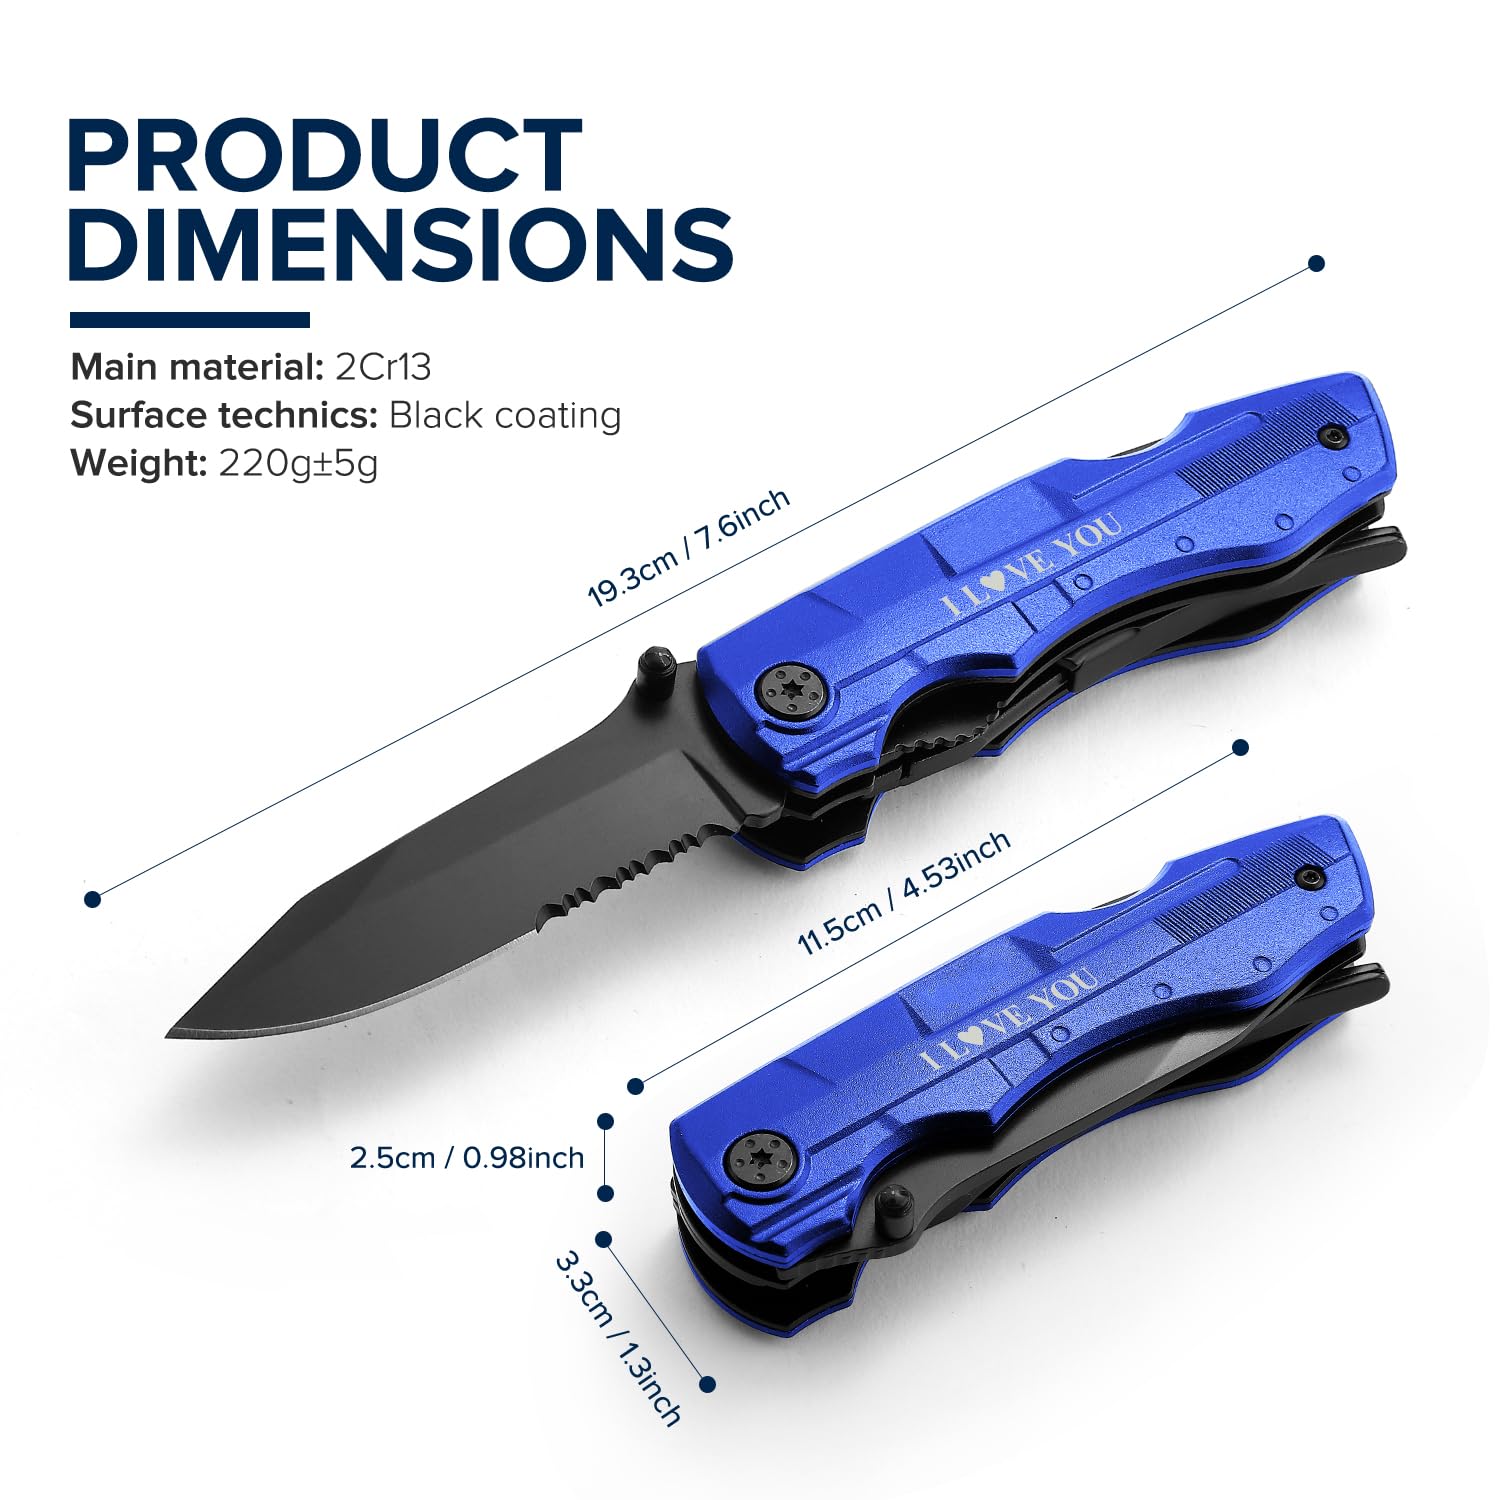 PRODUCT
DIMENSIONS
Main material: 2Cr13
Surface technics: Black coating
Weight: 220g±5g
19.3cm / 7.6inch
I L♥VE YOU
11.5cm / 4.53inch
I L♥VE YOU
2.5cm / 0.98inch
3.3cm / 1.3inch